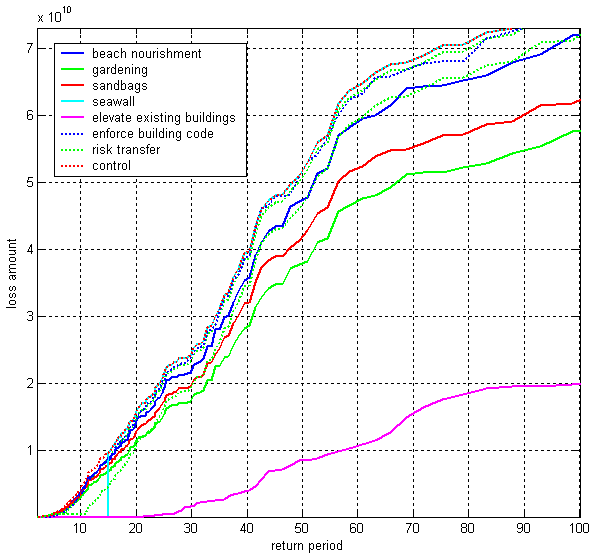 x 10^10
7
6
5
4
3
2
1
loss amount
beach nourishment
gardening
sandbags
seawall
elevate existing buildings
enforce building code
risk transfer
control
10 20 30 40 50 60 70 80 90 100
return period